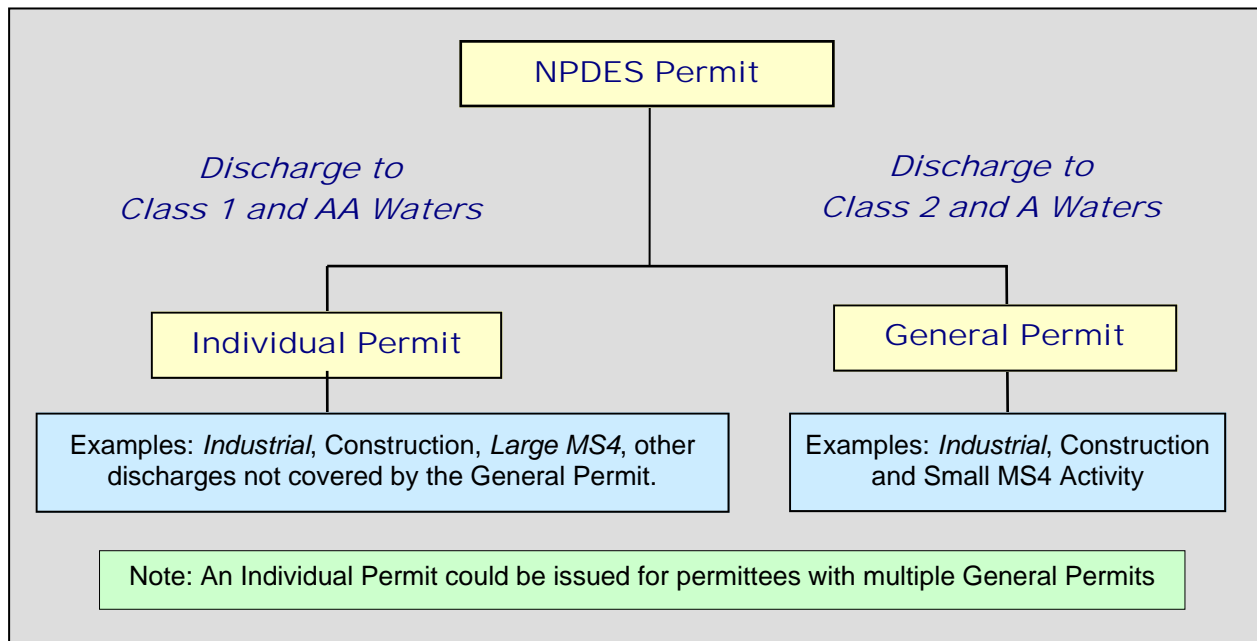 NPDES Permit
Discharge to
Class 1 and AA Waters
Discharge to
Class 2 and A Waters
Individual Permit
General Permit
Examples: Industrial, Construction, Large MS4, other
discharges not covered by the General Permit.
Examples: Industrial, Construction
and Small MS4 Activity
Note: An Individual Permit could be issued for permittees with multiple General Permits